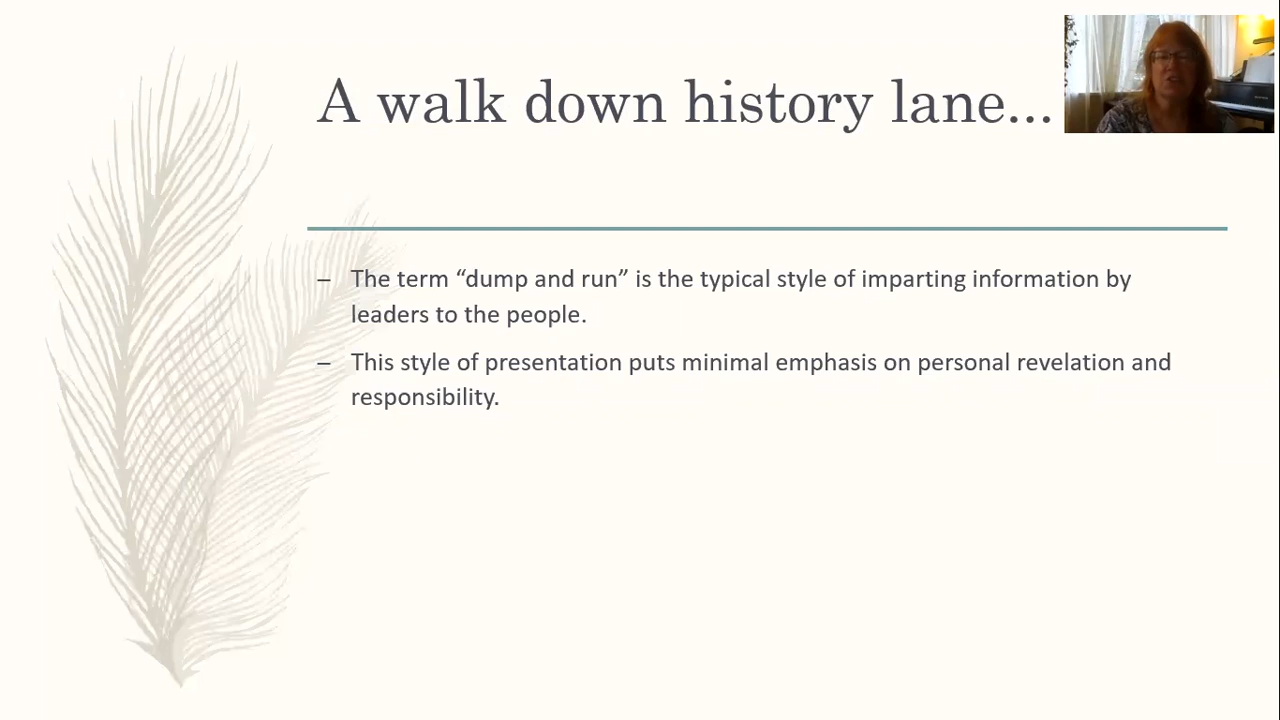 A walk down history lane...
– The term “dump and run” is the typical style of imparting information by
leaders to the people.
– This style of presentation puts minimal emphasis on personal revelation and
responsibility.